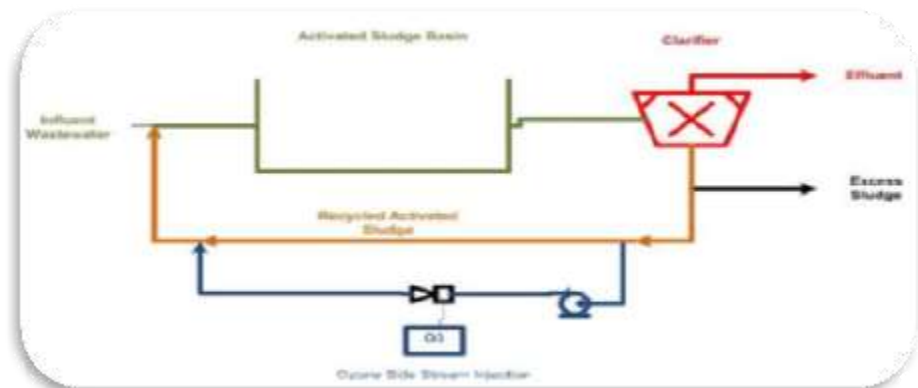 Activated Sludge Basin
Clarifier
Effluent
Influent
Wastewater
Excess
Sludge
Recycled Activated
Sludge
O3
Ozone Side Stream Injection